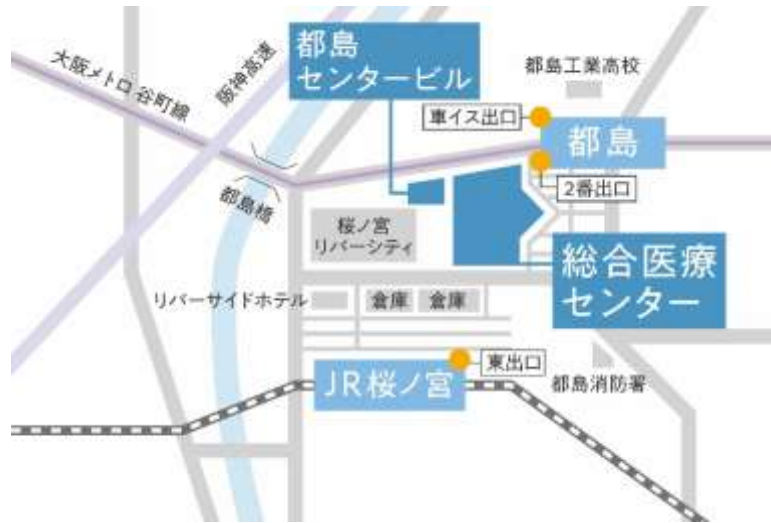 都島
センタービル
都島工業高校
大阪メトロ 谷町線
阪神高速
車イス出口
都島
2番出口
都島橋
桜ノ宮
リバーシティ
総合医療
センター
リバーサイドホテル
倉庫
倉庫
東出口
JR桜ノ宮
都島消防署